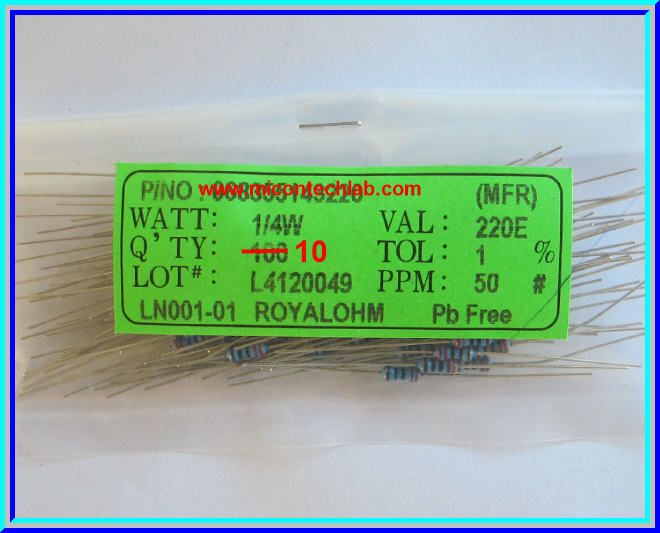 P/NO : www.micontechlab.com (MFR)
WATT: 1/4W VAL: 220E
Q'TY: 100 10 TOL: 1 %
LOT#: L4120049 PPM: 50 #
LN001-01 ROYALOHM Pb Free